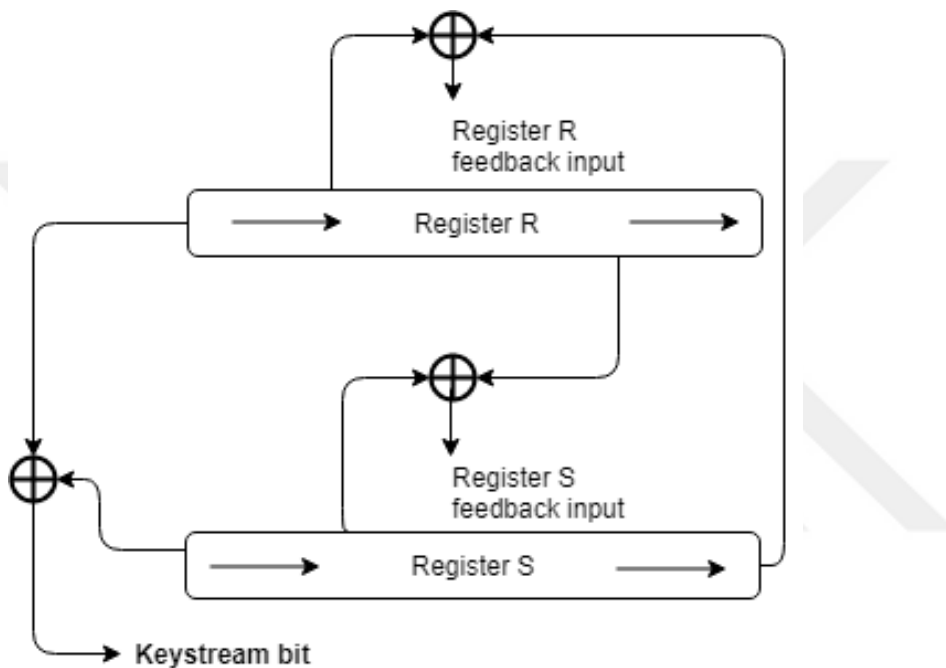 Register R
feedback input
Register R
Register S
feedback input
Register S
Keystream bit